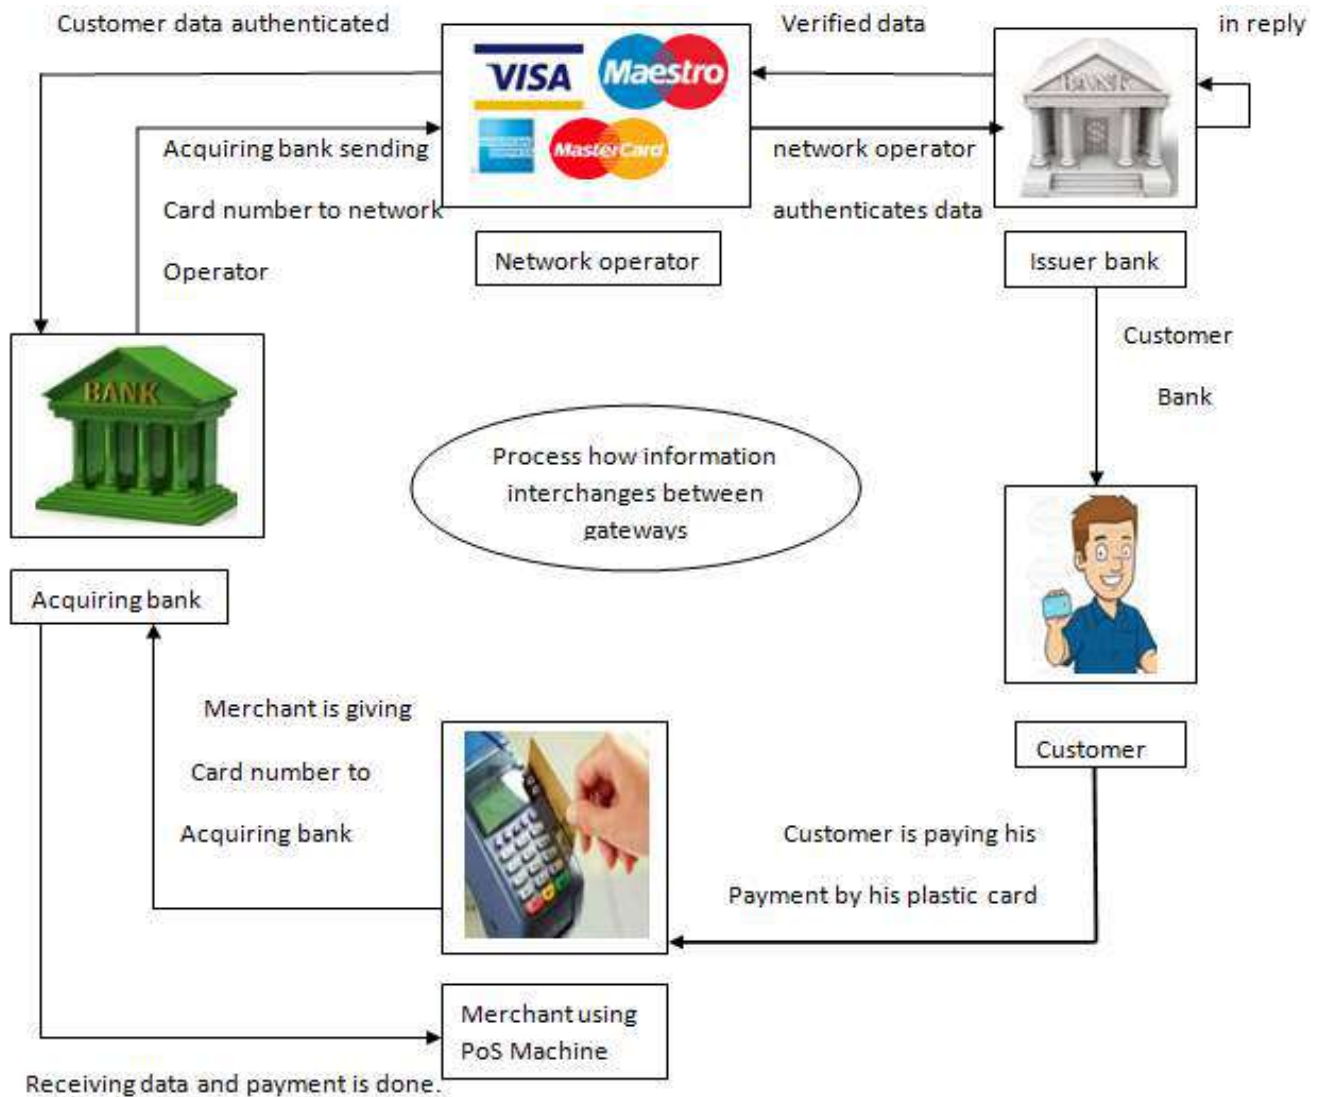 Customer data authenticated
Verified data
in reply
VISA
Maestro
MasterCard
BANK
Acquiring bank sending
Card number to network
Operator
network operator
authenticates data
Network operator
Issuer bank
Customer
Bank
BANK
Process how information
interchanges between
gateways
Acquiring bank
Merchant is giving
Card number to
Acquiring bank
Customer
Customer is paying his
Payment by his plastic card
Merchant using
PoS Machine
Receiving data and payment is done.